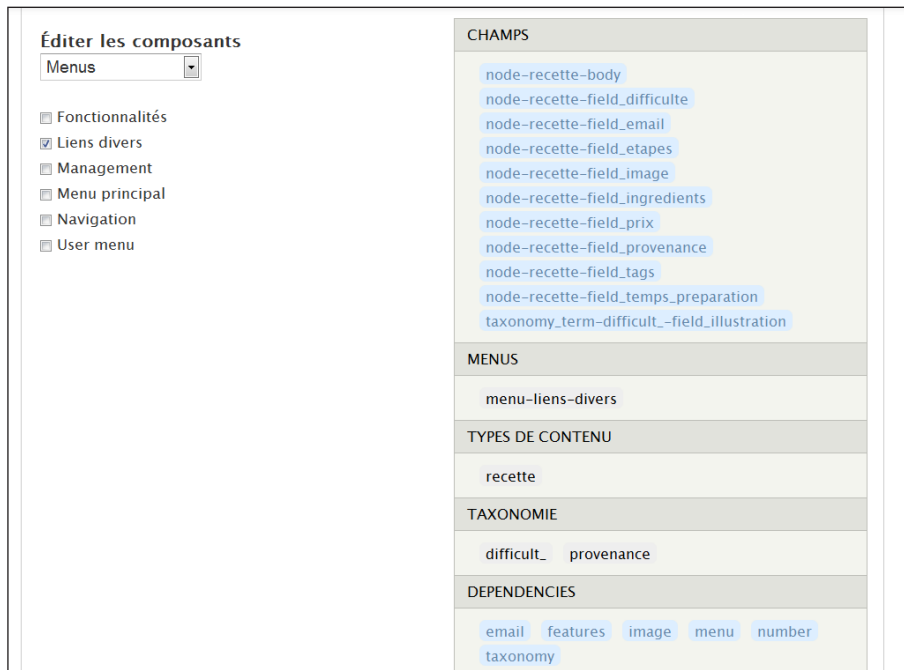 Éditer les composants
Menus
Fonctionnalités
Liens divers
Management
Menu principal
Navigation
User menu
CHAMPS
node-recette-body
node-recette-field_difficulte
node-recette-field_email
node-recette-field_etapes
node-recette-field_image
node-recette-field_ingredients
node-recette-field_prix
node-recette-field_provenance
node-recette-field_tags
node-recette-field_temps_preparation
taxonomy_term-difficult_-field_illustration
MENUS
menu-liens-divers
TYPES DE CONTENU
recette
TAXONOMIE
difficult_ provenance
DEPENDENCIES
email features image menu number
taxonomy